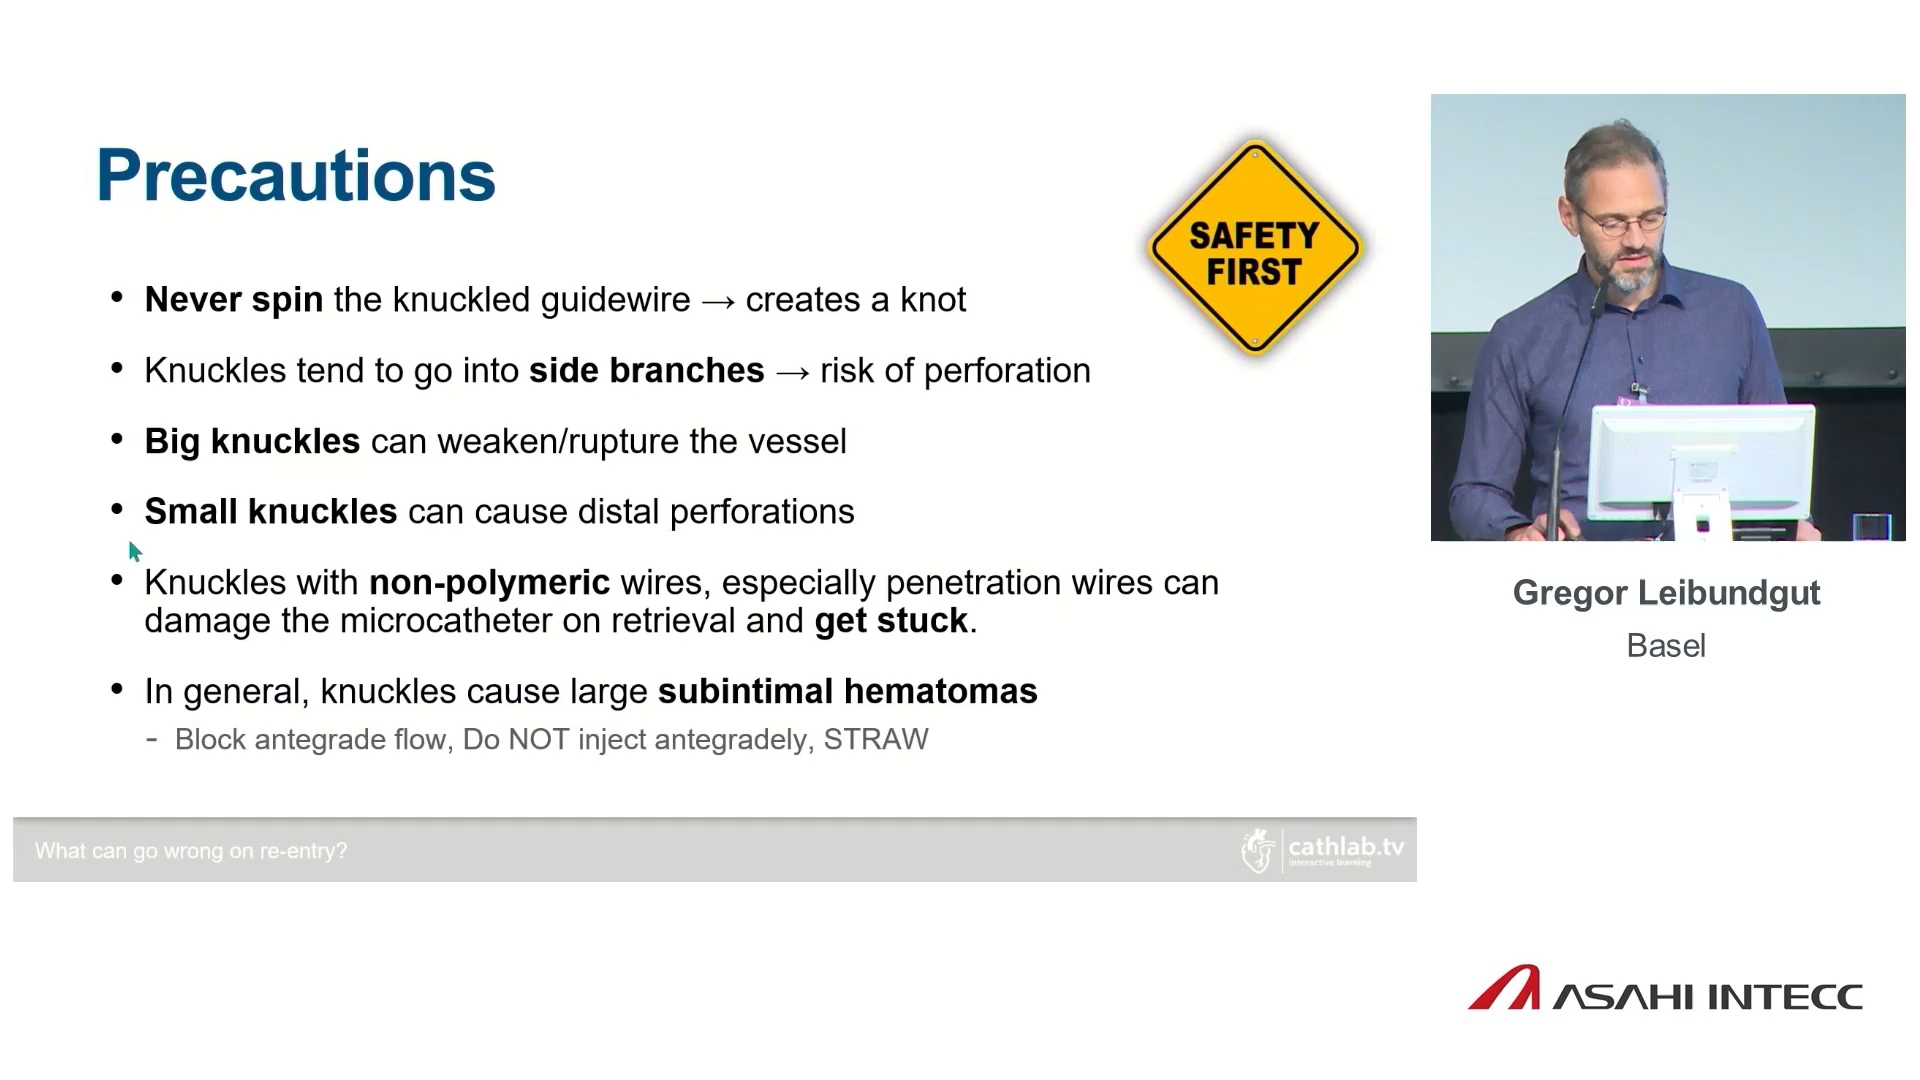 Precautions
SAFETY
FIRST
• Never spin the knuckled guidewire → creates a knot
• Knuckles tend to go into side branches → risk of perforation
• Big knuckles can weaken/rupture the vessel
• Small knuckles can cause distal perforations
• Knuckles with non-polymeric wires, especially penetration wires can
damage the microcatheter on retrieval and get stuck.
• In general, knuckles cause large subintimal hematomas
- Block antegrade flow, Do NOT inject antegradely, STRAW
What can go wrong on re-entry?
cathlab.tv
interactive learning
Gregor Leibundgut
Basel
ASAHI INTECC